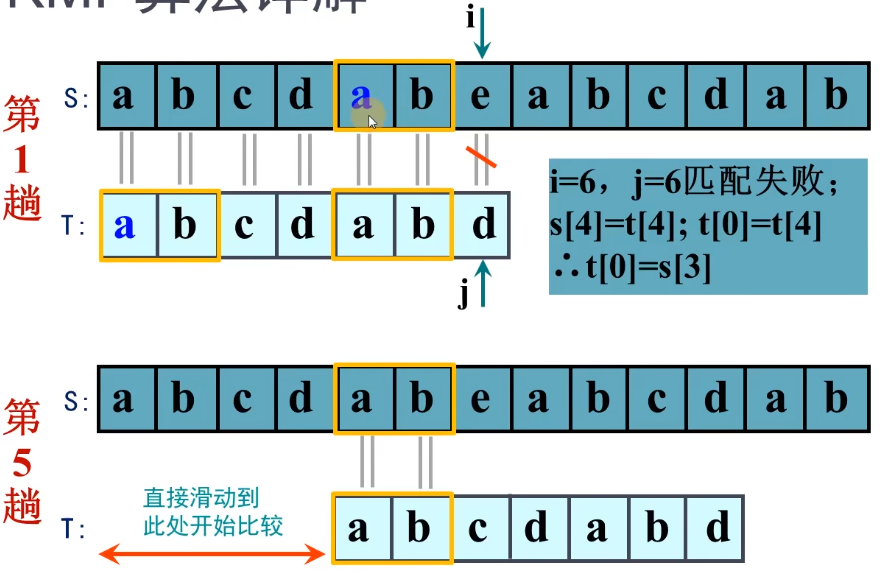 KMP 算法详解
i
S: a b c d a b e a b c d a b
第1趟
T: a b c d a b d
j
i=6，j=6匹配失败；
s[4]=t[4]; t[0]=t[4]
∴t[0]=s[3]
S: a b c d a b e a b c d a b
第5趟
直接滑动到
此处开始比较
T: a b c d a b d